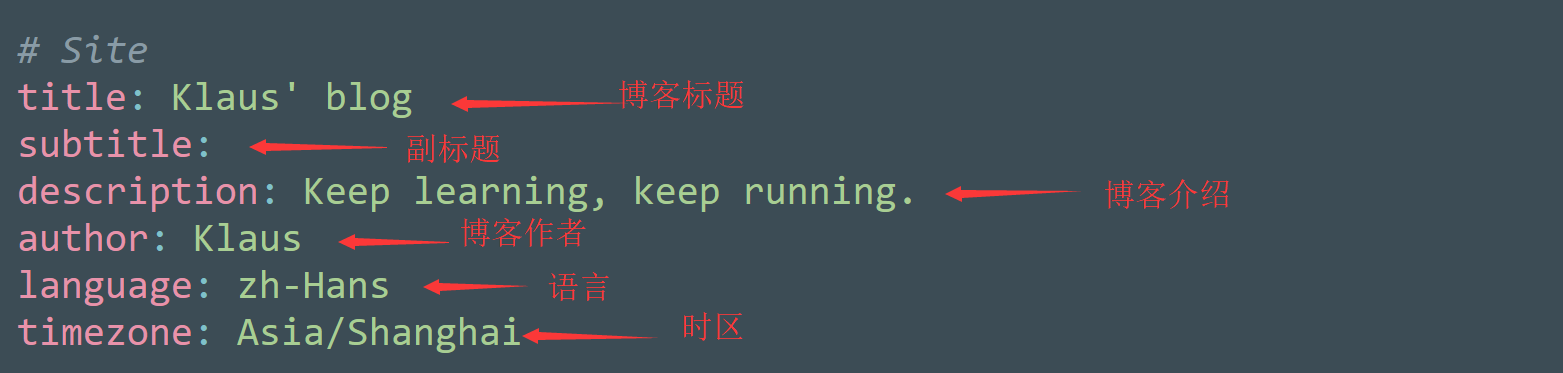 # Site
title: Klaus' blog 博客标题
subtitle: 副标题
description: Keep learning, keep running. 博客介绍
author: Klaus 博客作者
language: zh-Hans 语言
timezone: Asia/Shanghai 时区